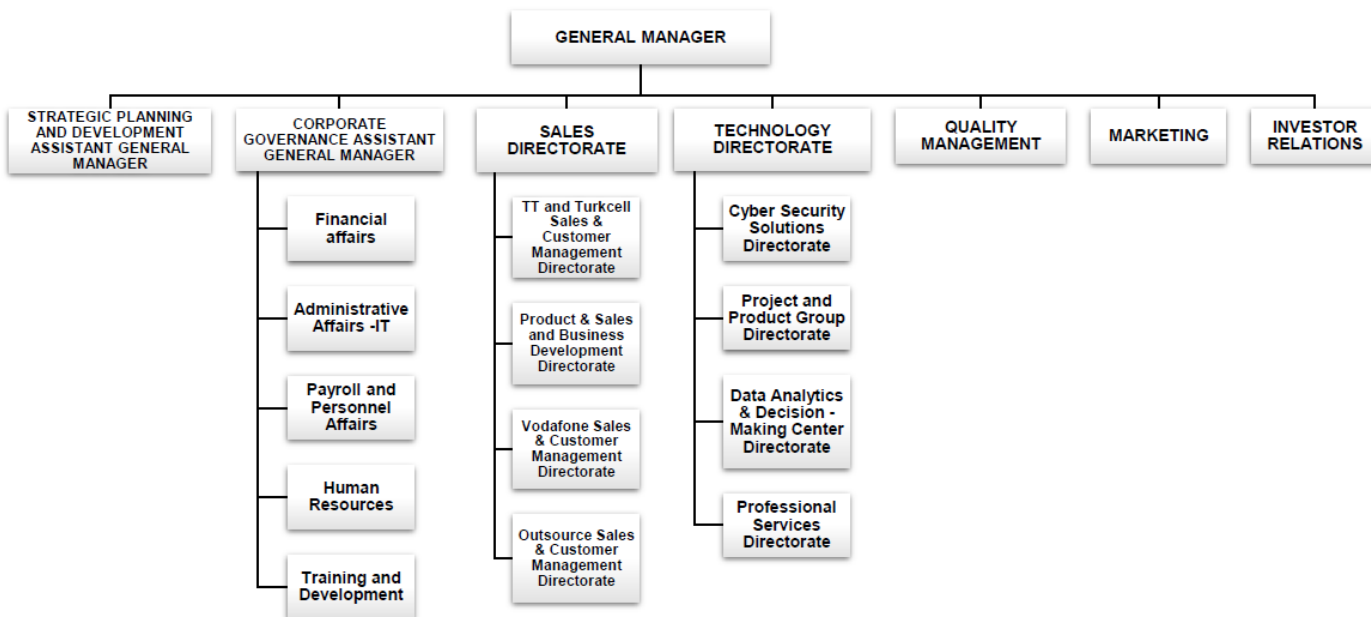 GENERAL MANAGER
STRATEGIC PLANNING
AND DEVELOPMENT
ASSISTANT GENERAL
MANAGER
CORPORATE
GOVERNANCE ASSISTANT
GENERAL MANAGER
SALES
DIRECTORATE
TECHNOLOGY
DIRECTORATE
QUALITY
MANAGEMENT
MARKETING
INVESTOR
RELATIONS
Financial
affairs
Administrative
Affairs -IT
Payroll and
Personnel
Affairs
Human
Resources
Training and
Development
TT and Turkcell
Sales &
Customer
Management
Directorate
Product & Sales
and Business
Development
Directorate
Vodafone Sales
& Customer
Management
Directorate
Outsource Sales
& Customer
Management
Directorate
Cyber Security
Solutions
Directorate
Project and
Product Group
Directorate
Data Analytics
& Decision -
Making Center
Directorate
Professional
Services
Directorate